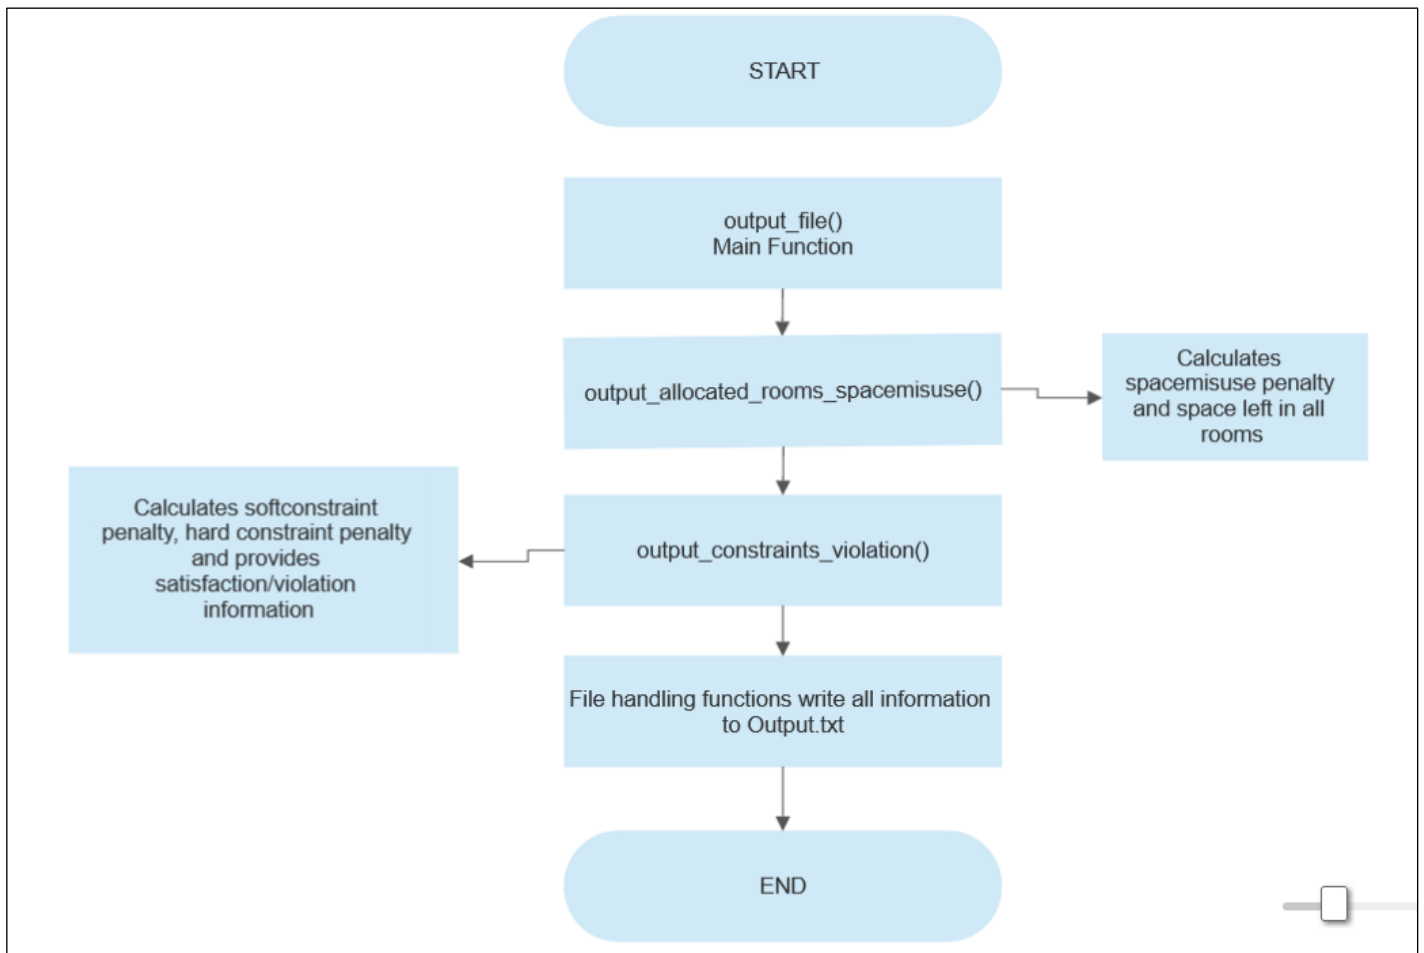 START
output_file()
Main Function
output_allocated_rooms_spacemisuse()
Calculates
spacemisuse penalty
and space left in all
rooms
output_constraints_violation()
Calculates softconstraint
penalty, hard constraint penalty
and provides
satisfaction/violation
information
File handling functions write all information
to Output.txt
END